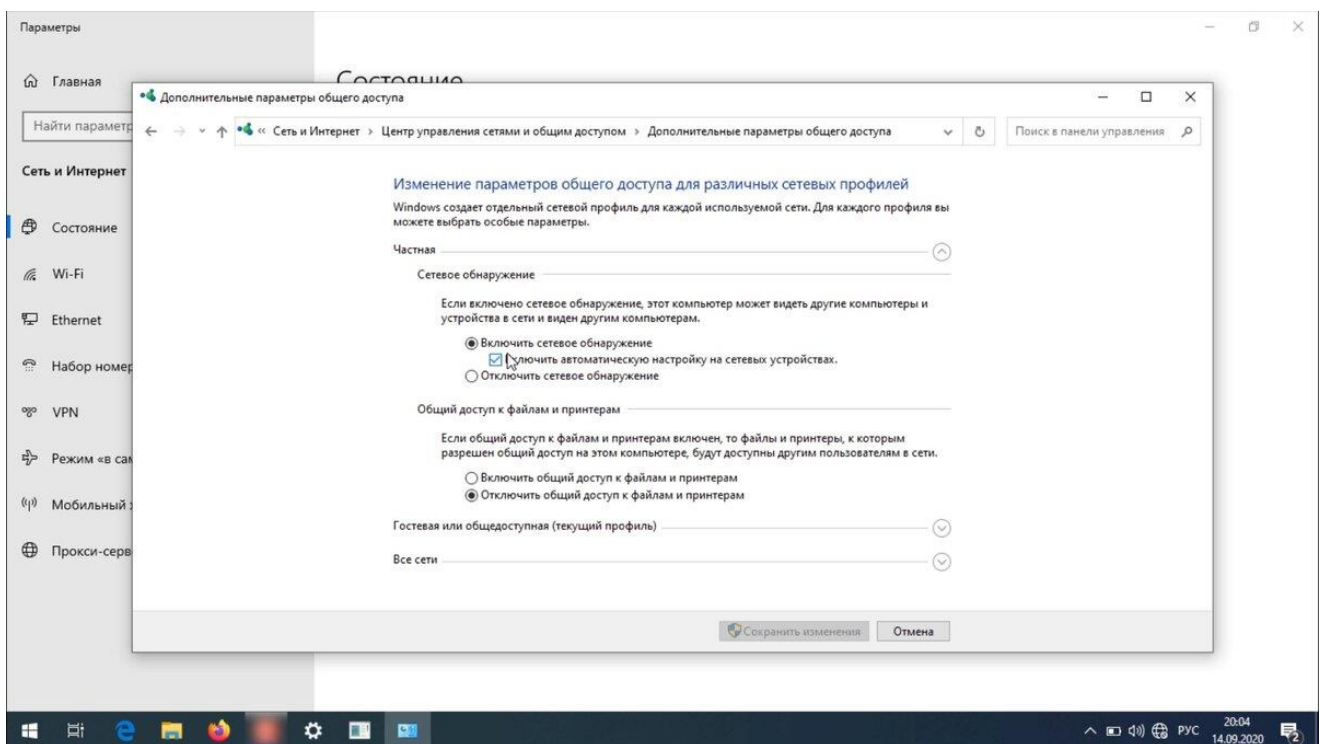 Параметры
Главная
Состояние
Найти параметр
Сеть и Интернет
Состояние
Wi-Fi
Ethernet
Набор номер
VPN
Режим «в сам
Мобильный
Прокси-серв
Дополнительные параметры общего доступа
« Сеть и Интернет › Центр управления сетями и общим доступом › Дополнительные параметры общего доступа
Поиск в панели управления
Изменение параметров общего доступа для различных сетевых профилей
Windows создает отдельный сетевой профиль для каждой используемой сети. Для каждого профиля вы
можете выбрать особые параметры.
Частная
Сетевое обнаружение
Если включено сетевое обнаружение, этот компьютер может видеть другие компьютеры и
устройства в сети и виден другим компьютерам.
Включить сетевое обнаружение
автоматическую настройку на сетевых устройствах.
Отключить сетевое обнаружение
Общий доступ к файлам и принтерам
Если общий доступ к файлам и принтерам включен, то файлы и принтеры, к которым
разрешен общий доступ на этом компьютере, будут доступны другим пользователям в сети.
Включить общий доступ к файлам и принтерам
Отключить общий доступ к файлам и принтерам
Гостевая или общедоступная (текущий профиль)
Все сети
Сохранить изменения
Отмена
РУС
20:04
14.09.2020
2